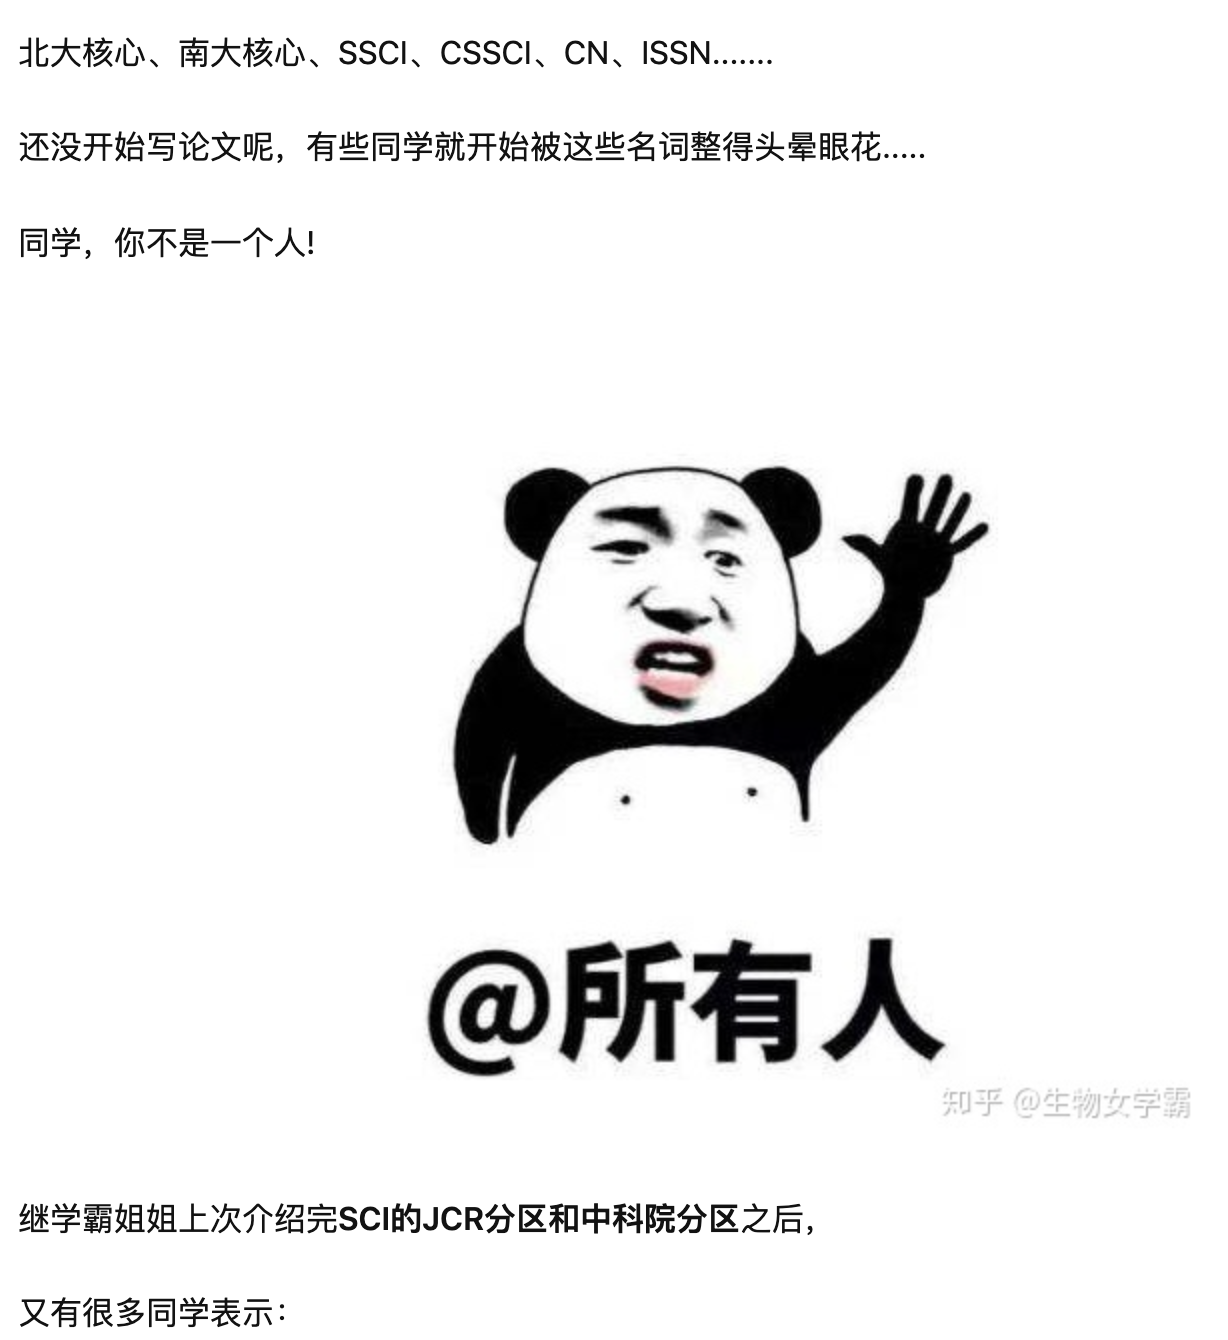 北大核心、南大核心、SSCI、CSSCI、CN、ISSN.......
还没开始写论文呢，有些同学就开始被这些名词整得头晕眼花.....
同学，你不是一个人!
@所有人
知乎 @生物女学霸
继学霸姐姐上次介绍完SCI的JCR分区和中科院分区之后，
又有很多同学表示：